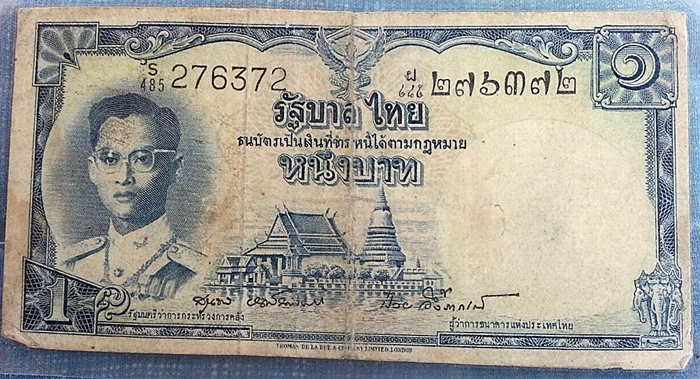 S/485 276372
ฝ/๔๘๕ ๒๗๖๓๗๒
๑
รัฐบาลไทย
ธนบัตรเป็นเงินที่ชำระหนี้ได้ตามกฎหมาย
หนึ่งบาท
1
รัฐมนตรีว่าการกระทรวงการคลัง
ผู้ว่าการธนาคารแห่งประเทศไทย
THOMAS DE LA RUE & COMPANY LIMITED, LONDON